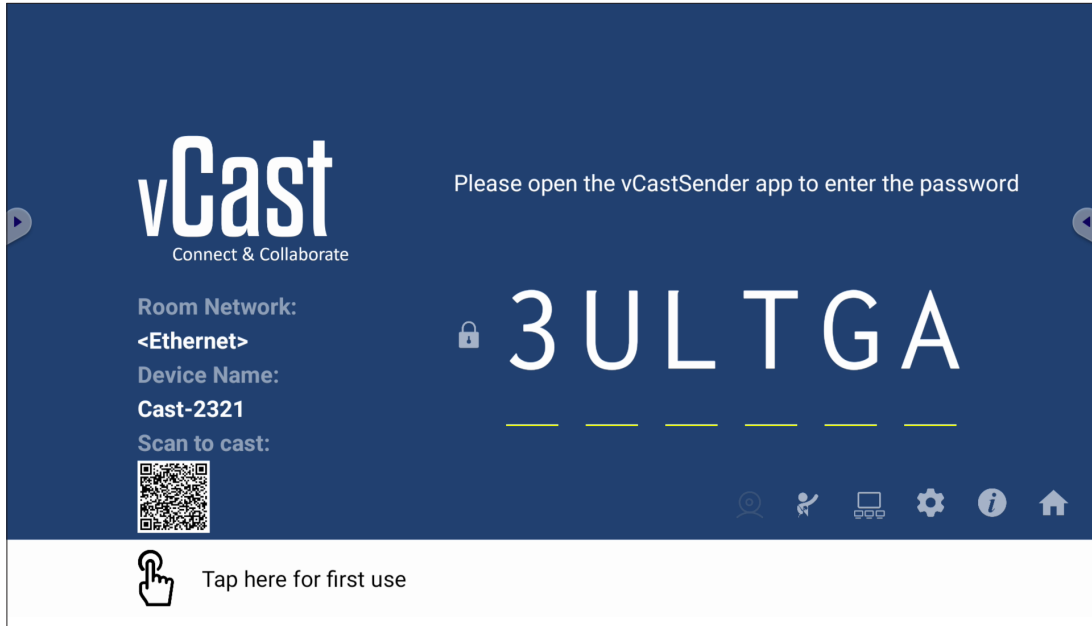 vCast
Connect & Collaborate
Room Network:
<Ethernet>
Device Name:
Cast-2321
Scan to cast:
Please open the vCastSender app to enter the password
3ULTGA
i
Tap here for first use